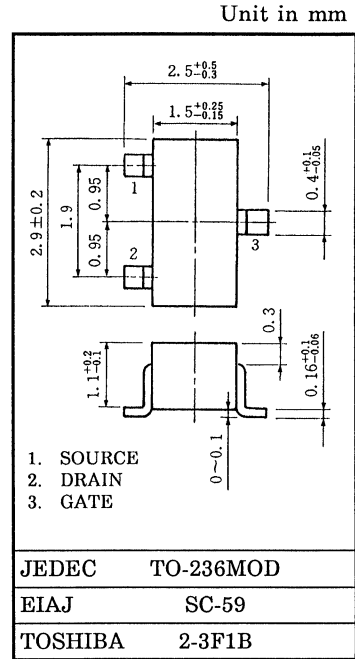 Unit in mm
2.5+0.5 -0.3
1.5+0.25 -0.15
2.9±0.2
1.9
0.95
0.95
1
2
3
0.4+0.1 -0.05
1.1+0.2 -0.1
0.3
0.16+0.1 -0.06
0~0.1
1. SOURCE
2. DRAIN
3. GATE
JEDEC TO-236MOD
EIAJ SC-59
TOSHIBA 2-3F1B